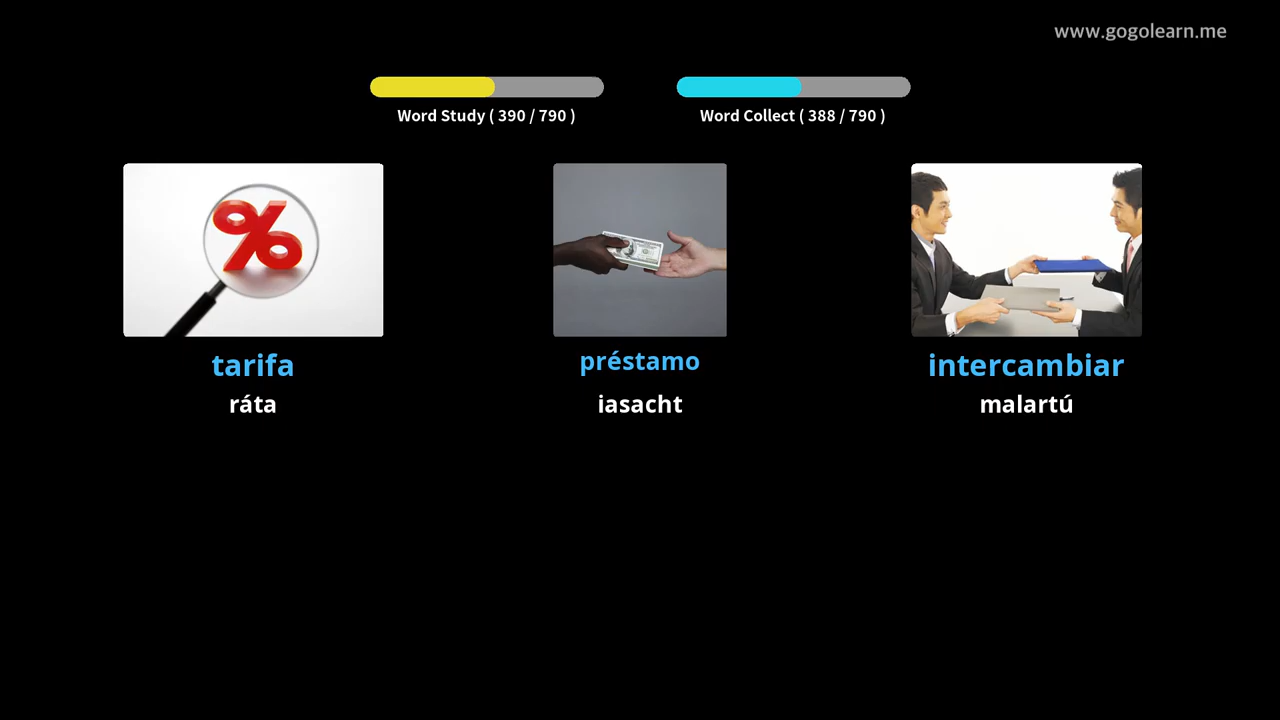 www.gogolearn.me
Word Study ( 390 / 790 )
Word Collect ( 388 / 790 )
tarifa
ráta
préstamo
iasacht
intercambiar
malartú